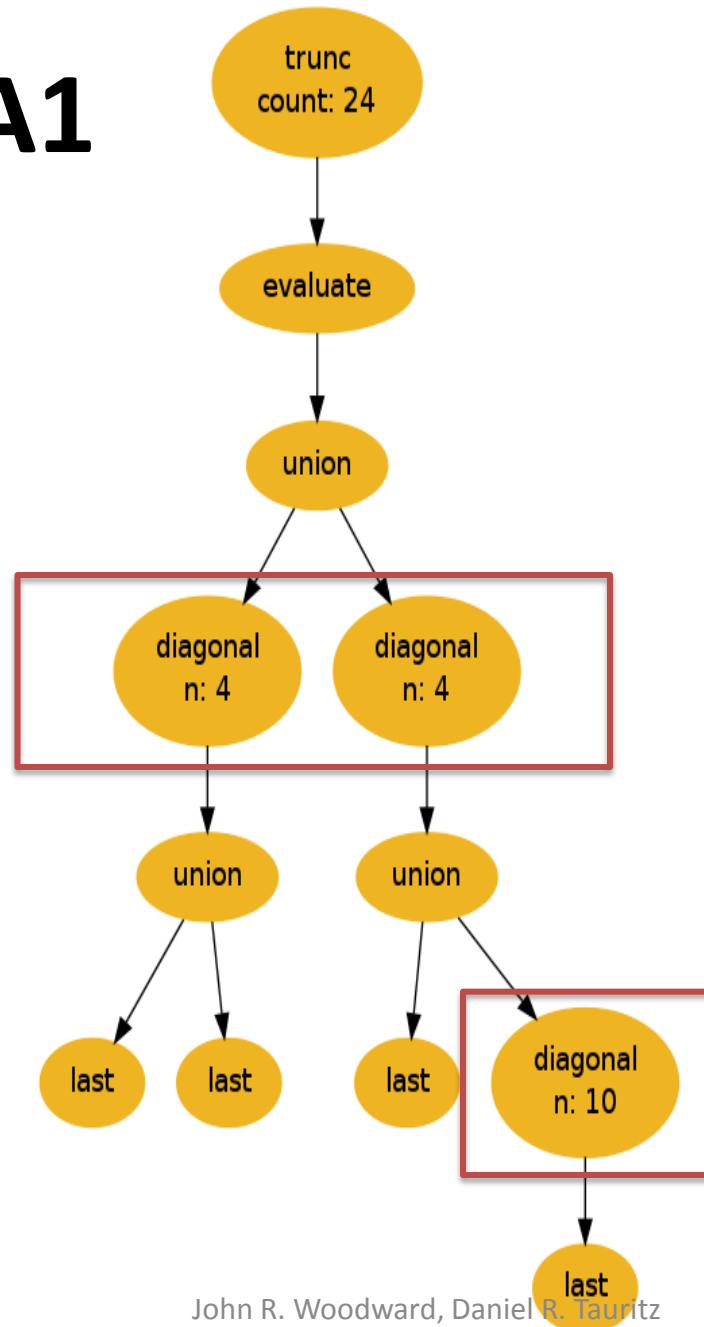 A1
trunc
count: 24
evaluate
union
diagonal
n: 4
diagonal
n: 4
union
union
last
last
last
diagonal
n: 10
last
John R. Woodward, Daniel R. Tauritz